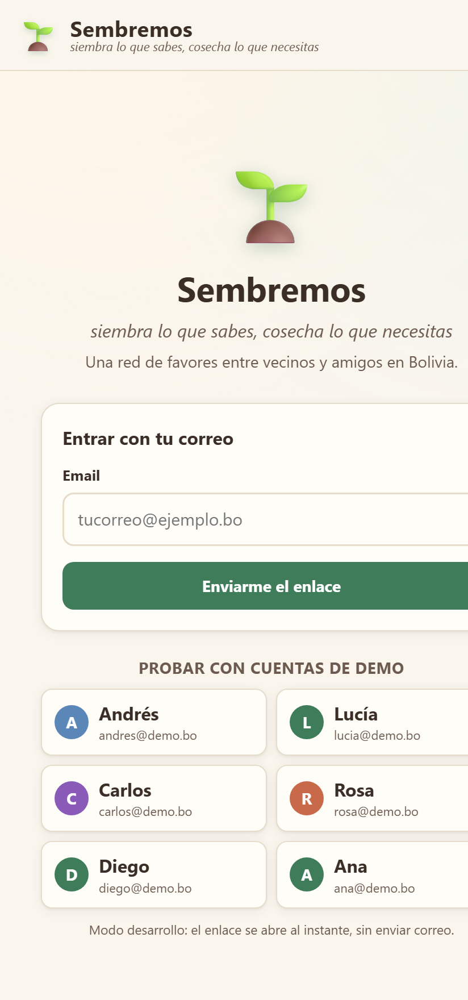 Sembremos
siembra lo que sabes, cosecha lo que necesitas
Sembremos
siembra lo que sabes, cosecha lo que necesitas
Una red de favores entre vecinos y amigos en Bolivia.
Entrar con tu correo
Email
tucorreo@ejemplo.bo
Enviarme el enlace
PROBAR CON CUENTAS DE DEMO
A
Andrés
andres@demo.bo
L
Lucía
lucia@demo.bo
C
Carlos
carlos@demo.bo
R
Rosa
rosa@demo.bo
D
Diego
diego@demo.bo
A
Ana
ana@demo.bo
Modo desarrollo: el enlace se abre al instante, sin enviar correo.